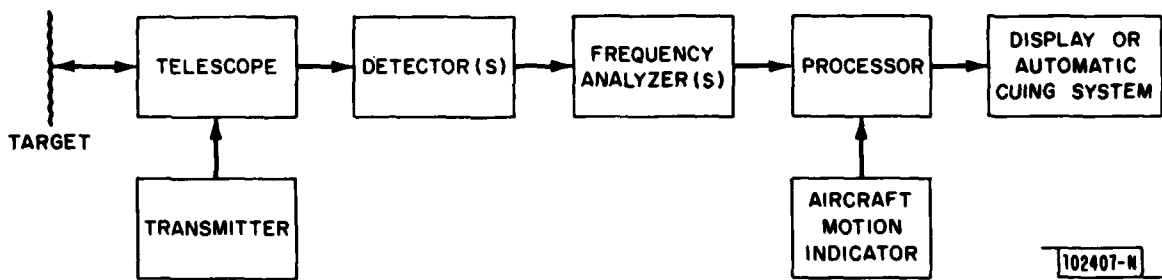 TARGET
TELESCOPE
TRANSMITTER
DETECTOR(S)
FREQUENCY
ANALYZER(S)
PROCESSOR
AIRCRAFT
MOTION
INDICATOR
DISPLAY OR
AUTOMATIC
CUING SYSTEM
102407-N